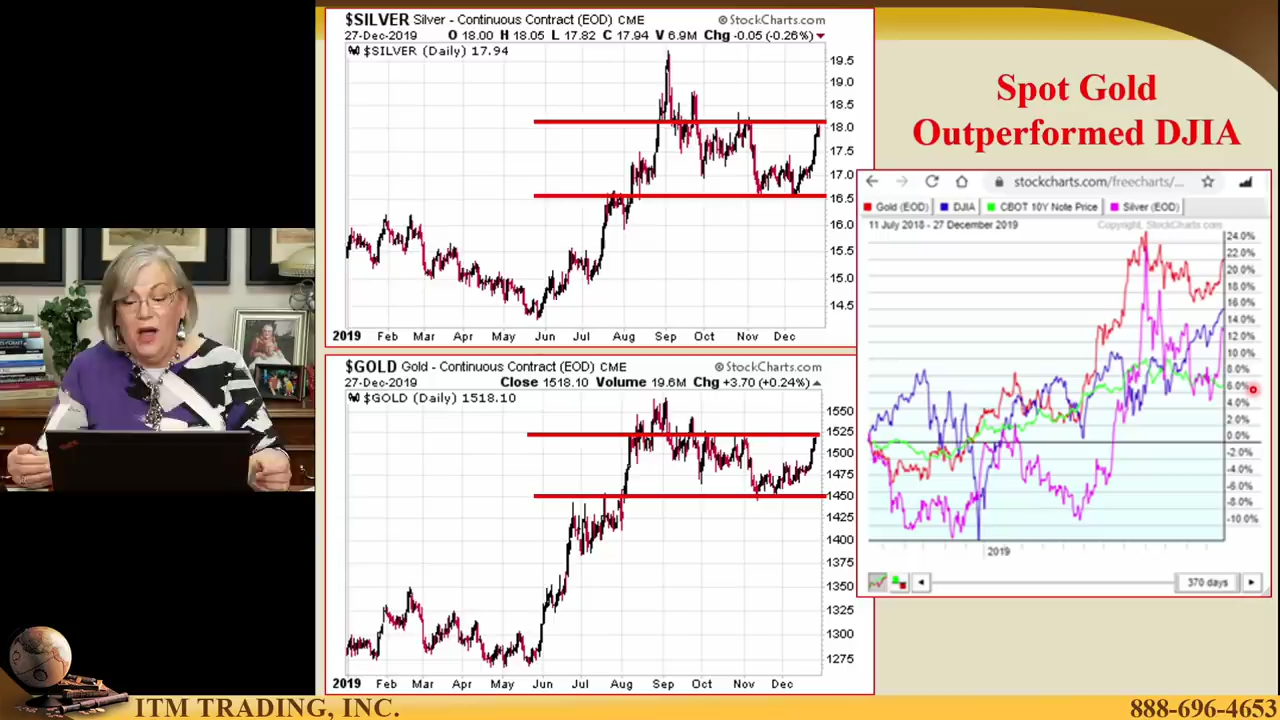 $SILVER Silver - Continuous Contract (EOD) CME
© StockCharts.com
27-Dec-2019 O 18.00 H 18.05 L 17.82 C 17.94 V 6.9M Chg -0.05 (-0.26%)
$SILVER (Daily) 17.94
19.5
19.0
18.5
18.0
17.5
17.0
16.5
16.0
15.5
15.0
14.5
2019 Feb Mar Apr Jun Jul Aug Sep Oct Nov Dec
$GOLD Gold - Continuous Contract (EOD) CME
© StockCharts.com
27-Dec-2019 Close 1518.10 Volume 19.6M Chg +3.70 (+0.24%)
$GOLD (Daily) 1518.10
1550
1525
1500
1475
1450
1425
1400
1375
1350
1325
1300
1275
2019 Feb Mar Apr May Jun Jul Aug Sep Oct Nov Dec
Spot Gold
Outperformed DJIA
stockcharts.com/freecharts/...
Gold (EOD) DJIA CBOT 10Y Note Price Silver (EOD)
11 July 2018 - 27 December 2019
Copyright, StockCharts.com
24.0%
22.0%
20.0%
18.0%
16.0%
14.0%
12.0%
10.0%
8.0%
6.0%
4.0%
2.0%
0.0%
-2.0%
-4.0%
-6.0%
-8.0%
-10.0%
2019
370 days
ITM TRADING, INC.
888-696-4653